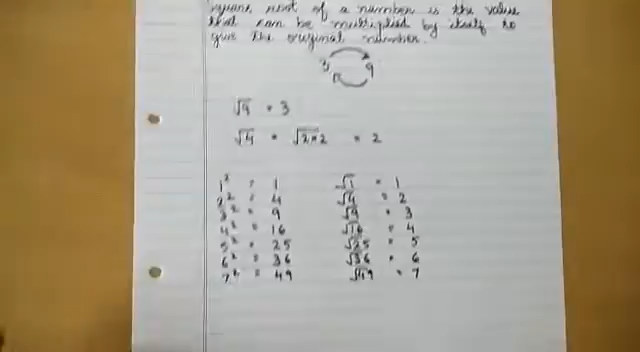 square root of a number is the value
that can be multiplied by itself to
give the original number.
3 9
√9 = 3
√4 = √2×2 = 2
1² = 1 √1 = 1
2² = 4 √4 = 2
3² = 9 √9 = 3
4² = 16 √16 = 4
5² = 25 √25 = 5
6² = 36 √36 = 6
7² = 49 √49 = 7